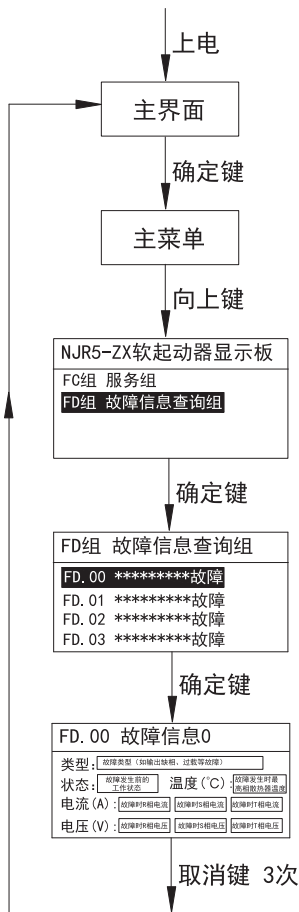 上电
主界面
确定键
主菜单
向上键
NJR5-ZX软起动器显示板
FC组 服务组
FD组 故障信息查询组
确定键
FD组 故障信息查询组
FD.00 *********故障
FD.01 *********故障
FD.02 *********故障
FD.03 *********故障
确定键
FD.00 故障信息0
类型: 故障类型（如输出缺相、过载等故障）
状态: 故障发生前的工作状态 温度(℃): 故障发生时最高相散热器温度
电流(A): 故障时R相电流 故障时S相电流 故障时T相电流
电压(V): 故障时R相电压 故障时S相电压 故障时T相电压
取消键 3次